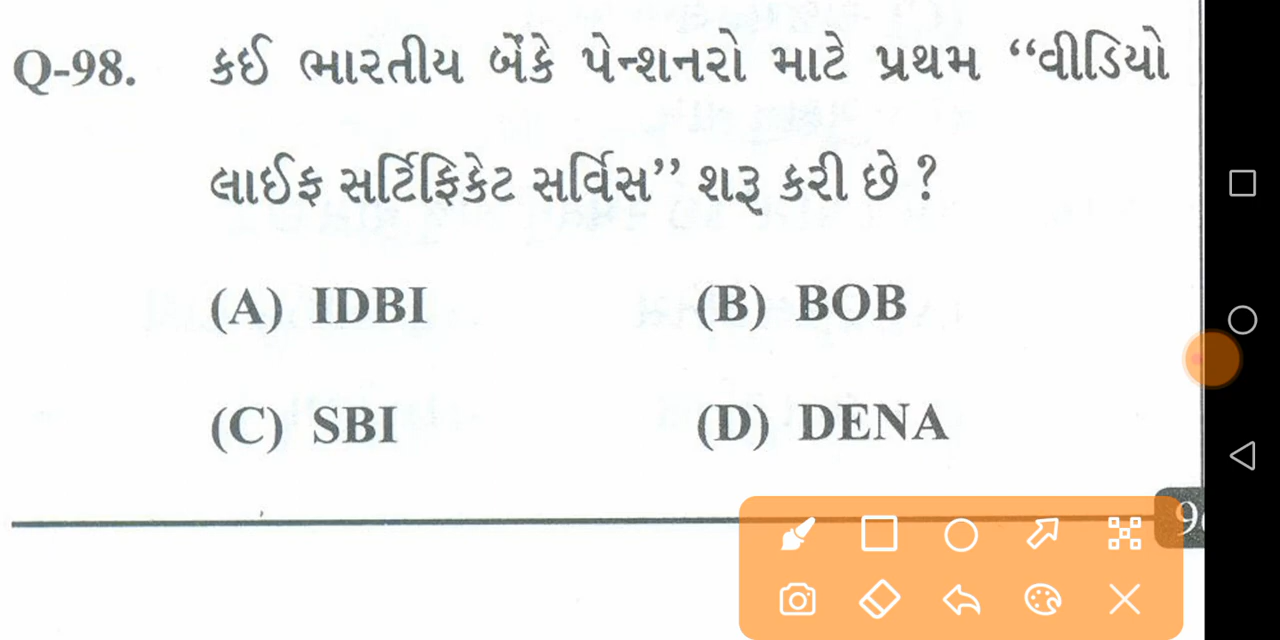 Q-98. કઈ ભારતીય બેંકે પેન્શનરો માટે પ્રથમ “વીડિયો
લાઈફ સર્ટિફિકેટ સર્વિસ” શરૂ કરી છે ?
(A) IDBI (B) BOB
(C) SBI (D) DENA